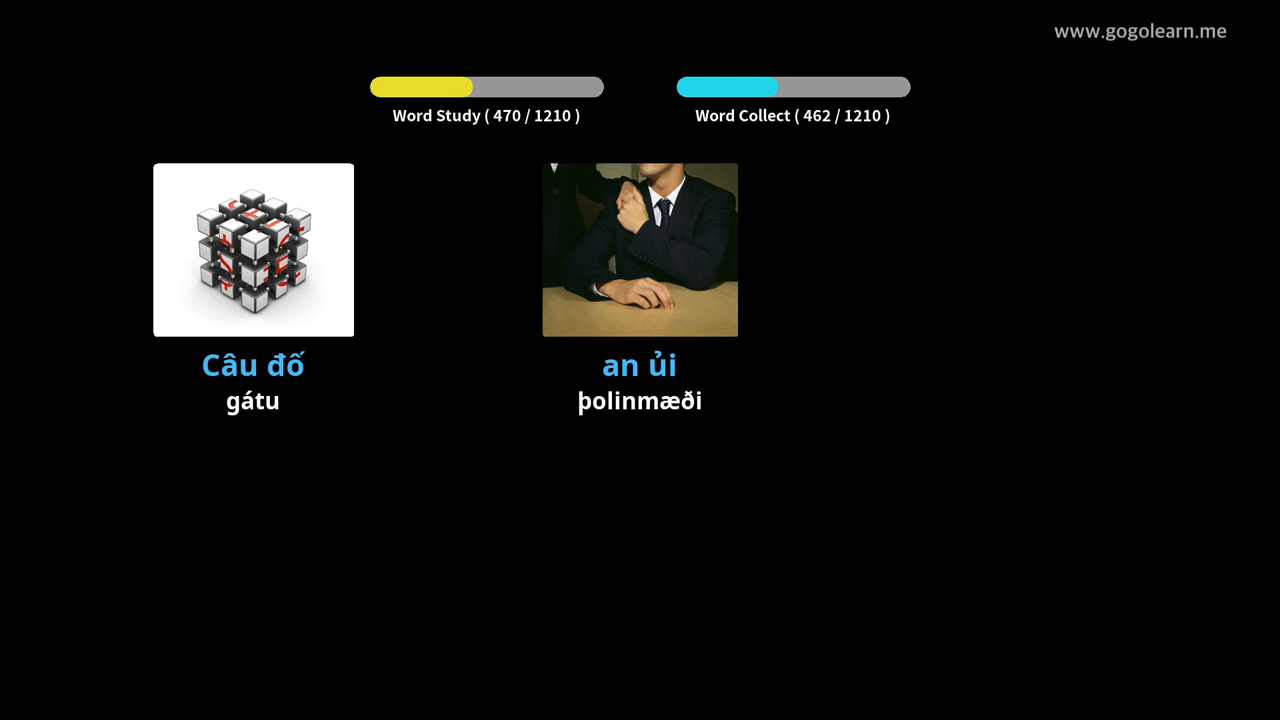 www.gogolearn.me
Word Study ( 470 / 1210 )
Word Collect ( 462 / 1210 )
Câu đố
gátu
an ủi
þolinmæði